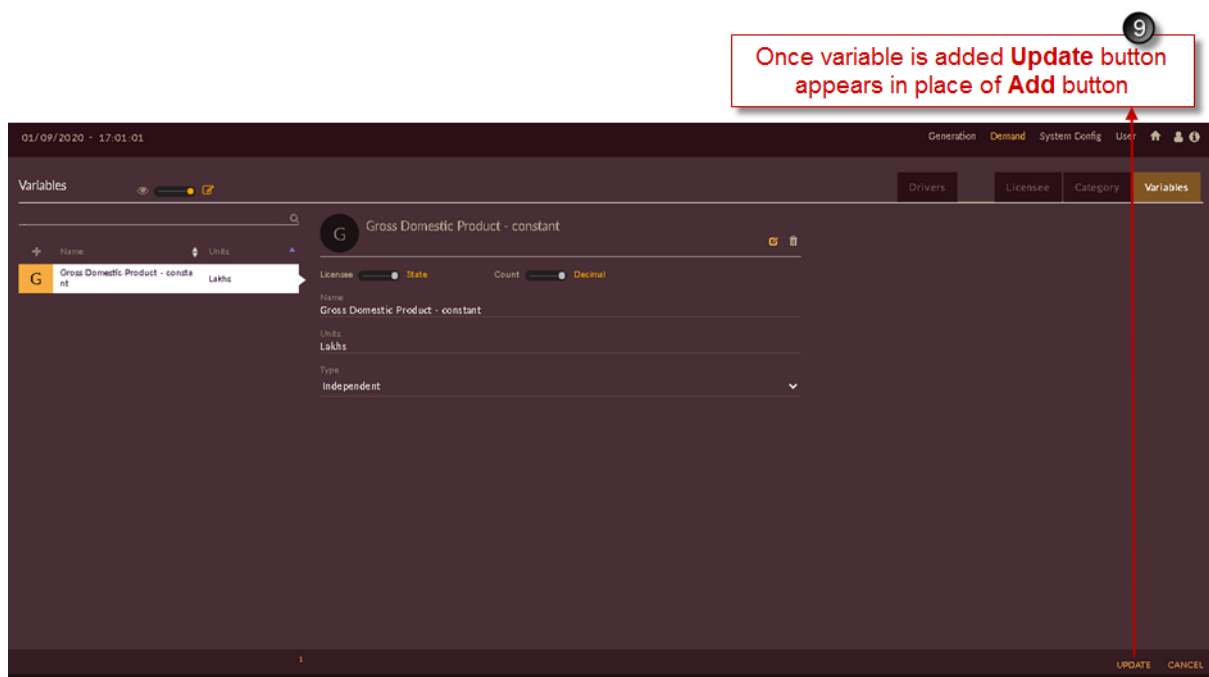 9
Once variable is added Update button
appears in place of Add button
01/09/2020 - 17:01:01
Generation Demand System Config User
Variables
Drivers Licensee Category Variables
G Gross Domestic Product - constant
Name Units
G Gross Domestic Product - consta
nt Lakhs
Licensee State Count Decimal
Name
Gross Domestic Product - constant
Units
Lakhs
Type
Independent
1
UPDATE CANCEL